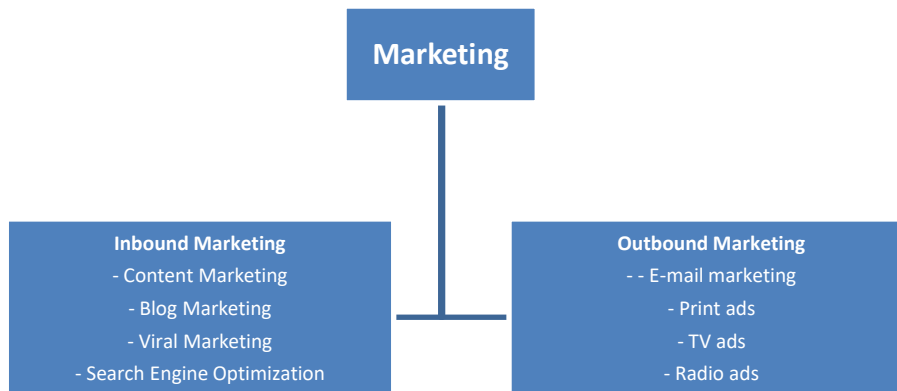 Marketing
Inbound Marketing
- Content Marketing
- Blog Marketing
- Viral Marketing
- Search Engine Optimization
Outbound Marketing
- - E-mail marketing
- Print ads
- TV ads
- Radio ads